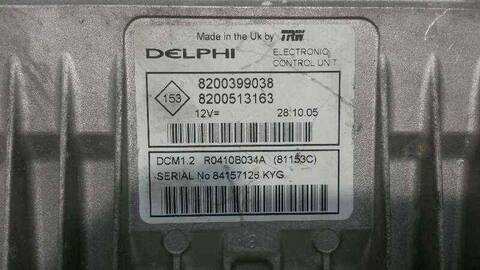 Made in the Uk by TRW
DELPHI ELECTRONIC CONTROL UNIT
153
8200399038
8200513163
12V= 28.10.05
DCM1.2 R0410B034A (81153C)
SERIAL No 84157126 KYG